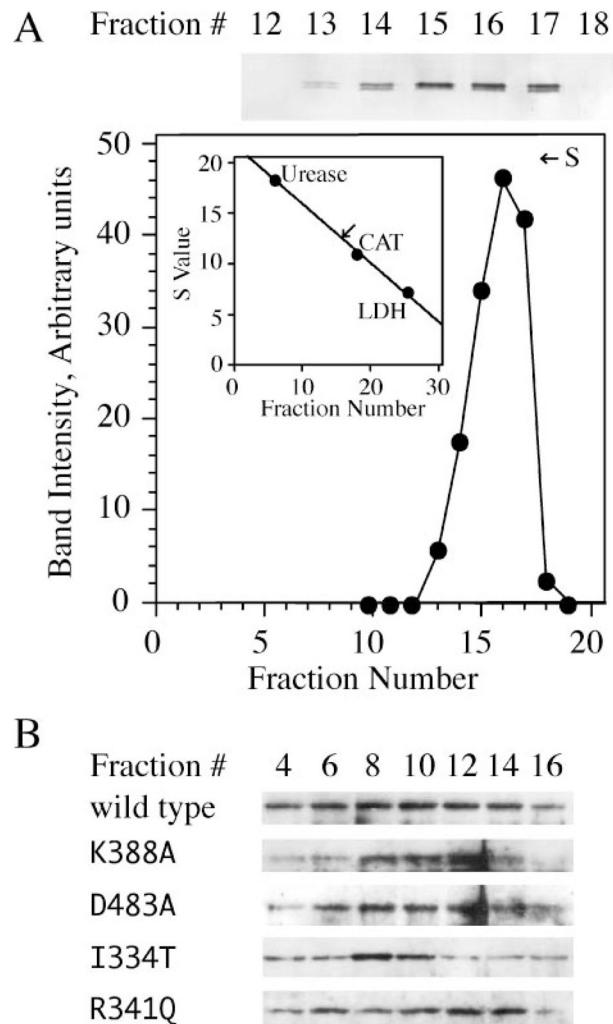 A
Fraction # 12 13 14 15 16 17 18
50
40
30
20
10
0
Band Intensity, Arbitrary units
← S
20
15
10
5
0
S Value
Urease
CAT
LDH
0 10 20 30
Fraction Number
0 5 10 15 20
Fraction Number
B
Fraction # 4 6 8 10 12 14 16
wild type
K388A
D483A
I334T
R341Q